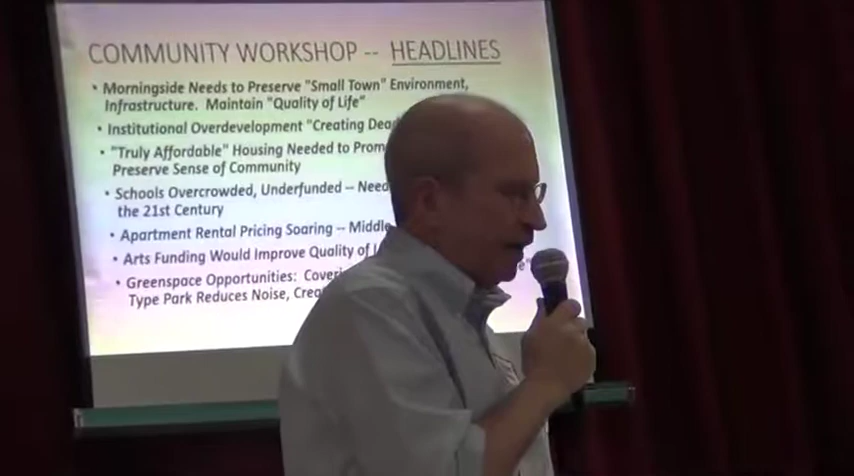 COMMUNITY WORKSHOP -- HEADLINES
• Morningside Needs to Preserve "Small Town" Environment,
Infrastructure. Maintain "Quality of Life"
• Institutional Overdevelopment "Creating
• "Truly Affordable" Housing Needed to
Preserve Sense of Community
• Schools Overcrowded, Underfunded -- Need
the 21st Century
• Apartment Rental Pricing Soaring -- Middle
• Arts Funding Would Improve Quality of
• Greenspace Opportunities:
Type Park Reduces Noise,